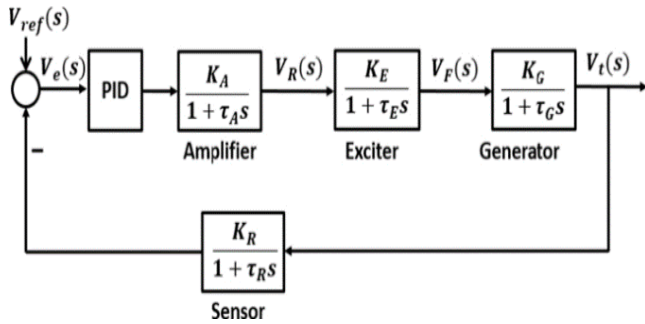 V_ref(s)
V_e(s)
PID
K_A
1 + τ_A s
Amplifier
V_R(s)
K_E
1 + τ_E s
Exciter
V_F(s)
K_G
1 + τ_G s
Generator
V_t(s)
−
K_R
1 + τ_R s
Sensor